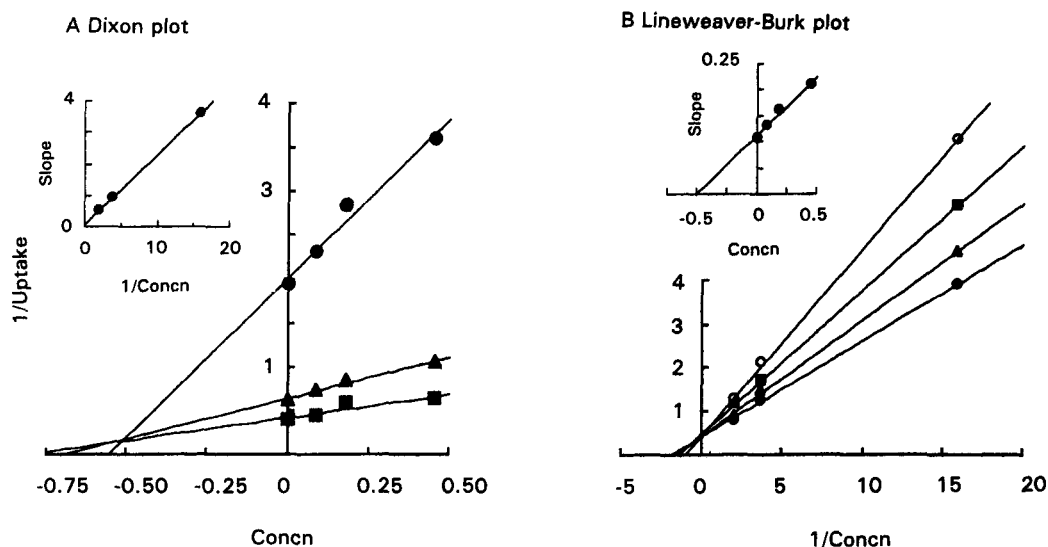 A Dixon plot
4
Slope
0
0 10 20
1/Concn
4
3
1
1/Uptake
-0.75 -0.50 -0.25 0 0.25 0.50
Concn
B Lineweaver-Burk plot
0.25
Slope
-0.5 0 0.5
Concn
4
3
2
1
-5 0 5 10 15 20
1/Concn